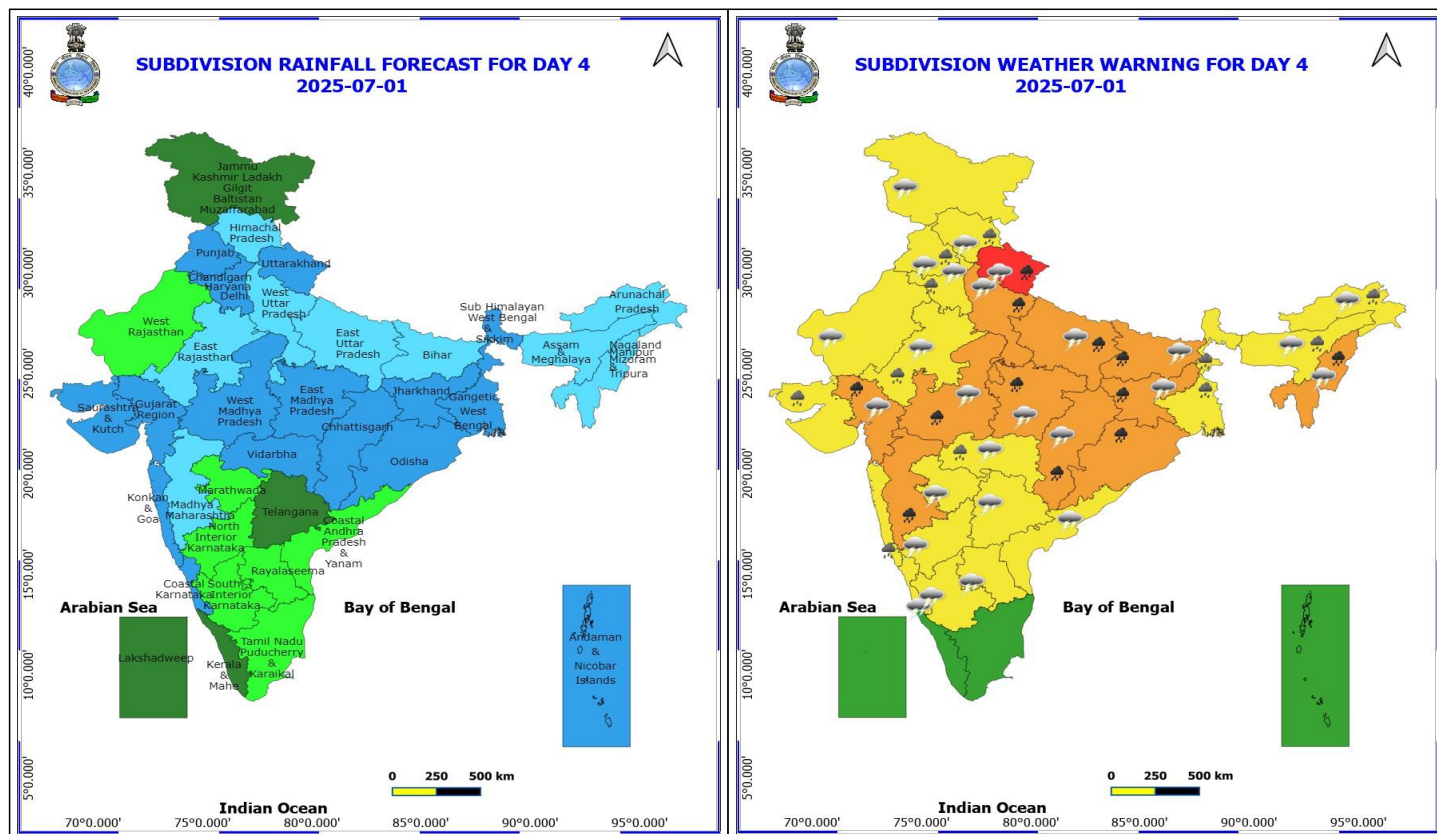 SUBDIVISION RAINFALL FORECAST FOR DAY 4
2025-07-01
40°0.000'
35°0.000'
30°0.000'
25°0.000'
20°0.000'
15°0.000'
10°0.000'
5°0.000'
Jammu
Kashmir Ladakh
Gilgit
Baltistan
Muzaffarabad
Himachal
Pradesh
Punjab
Uttarakhand
Chandigarh
Haryana
Delhi
West
Uttar
Pradesh
West
Rajasthan
East
Rajasthan
East
Uttar
Pradesh
Bihar
Sub Himalayan
West Bengal
&
Sikkim
Arunachal
Pradesh
Assam
&
Meghalaya
Nagaland
Manipur
Mizoram
&
Tripura
Saurashtra
&
Kutch
Gujarat
Region
West
Madhya
Pradesh
East
Madhya
Pradesh
Jharkhand
Gangetic
West
Bengal
Chhattisgarh
Vidarbha
Odisha
Konkan
&
Goa
Madhya
Maharashtra
Marathwada
Telangana
North
Interior
Karnataka
Coastal
Andhra
Pradesh
&
Yanam
Rayalaseema
Coastal
Karnataka
South
Interior
Karnataka
Arabian Sea
Bay of Bengal
Lakshadweep
Kerala
&
Mahe
Tamil Nadu
Puducherry
&
Karaikal
Andaman
&
Nicobar
Islands
0 250 500 km
Indian Ocean
70°0.000' 75°0.000' 80°0.000' 85°0.000' 90°0.000' 95°0.000'
SUBDIVISION WEATHER WARNING FOR DAY 4
2025-07-01
40°0.000'
35°0.000'
30°0.000'
25°0.000'
20°0.000'
15°0.000'
10°0.000'
5°0.000'
Arabian Sea
Bay of Bengal
0 250 500 km
Indian Ocean
70°0.000' 75°0.000' 80°0.000' 85°0.000' 90°0.000' 95°0.000'